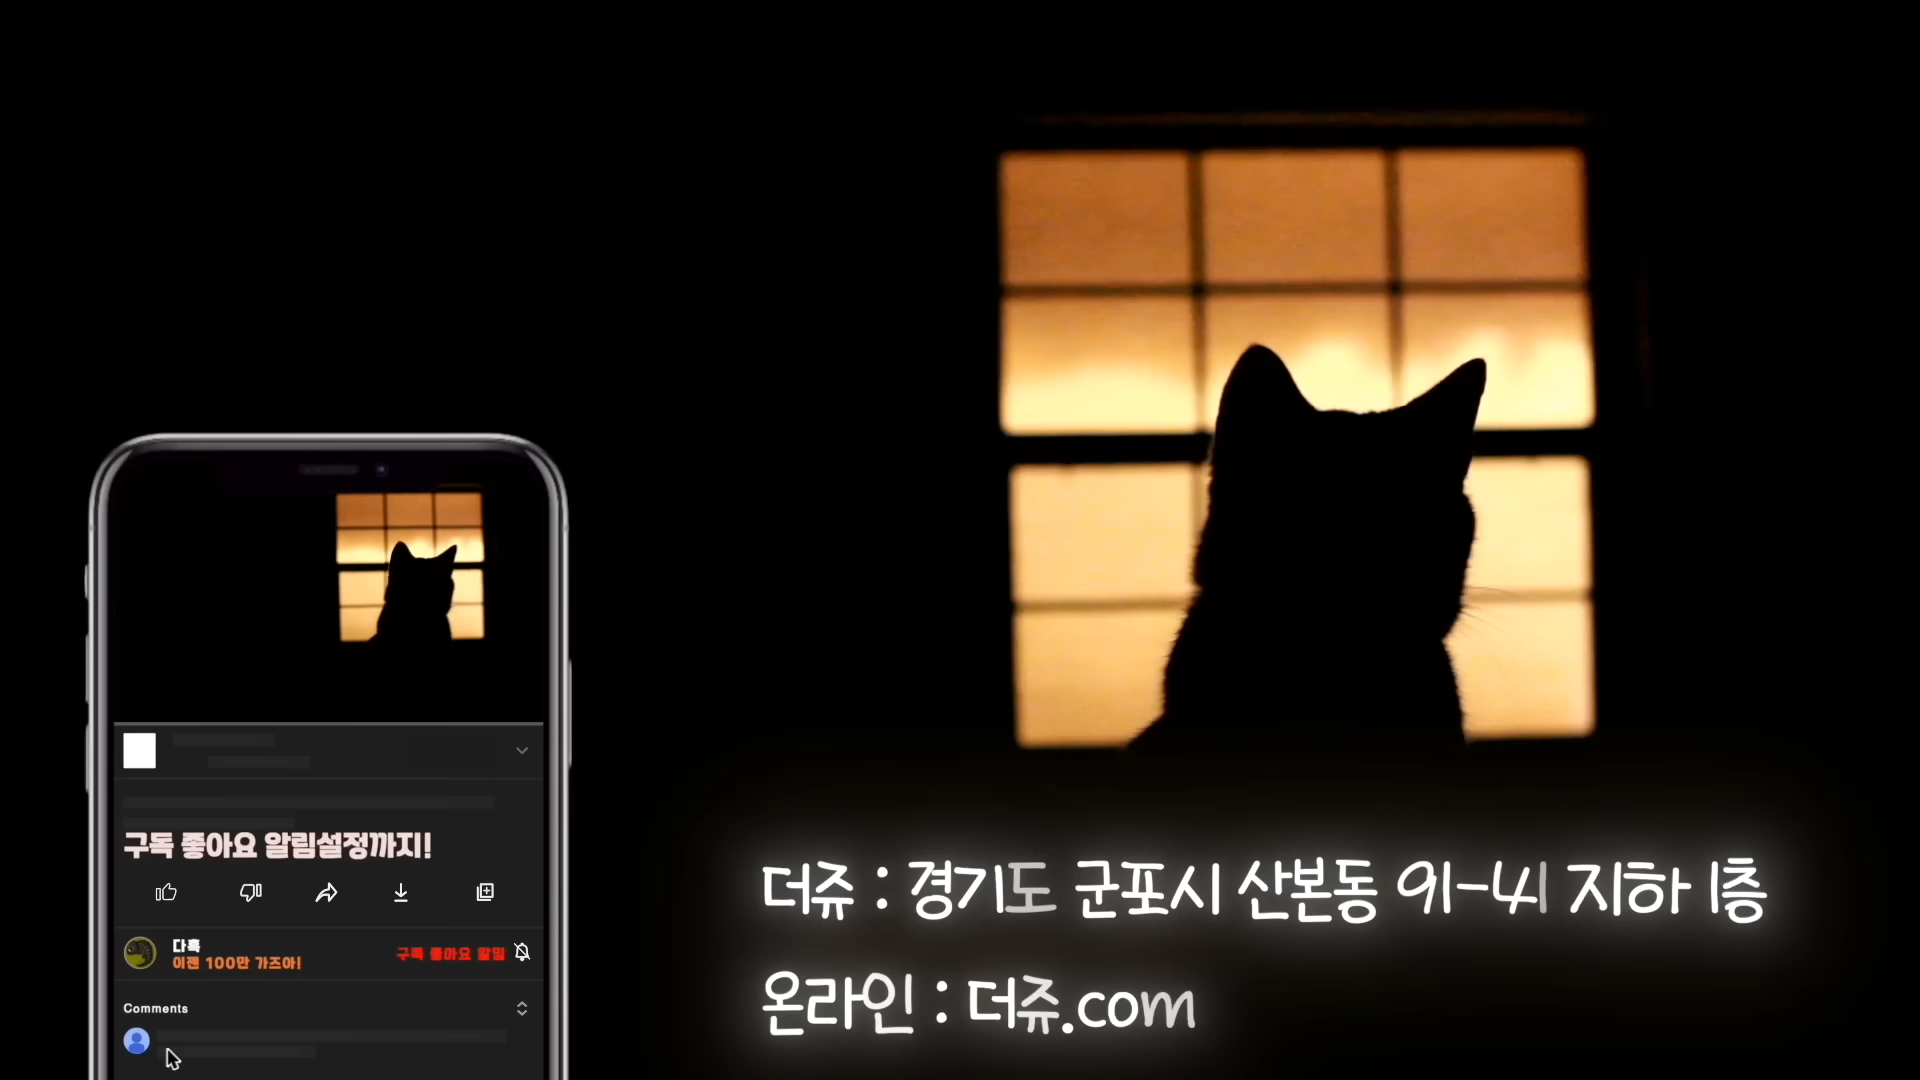 구독 좋아요 알림설정까지!
다흑
이젠 100만 가즈아!
구독 좋아요 알림
Comments
더쥬 : 경기도 군포시 산본동 91-41 지하 1층
온라인 : 더쥬.com